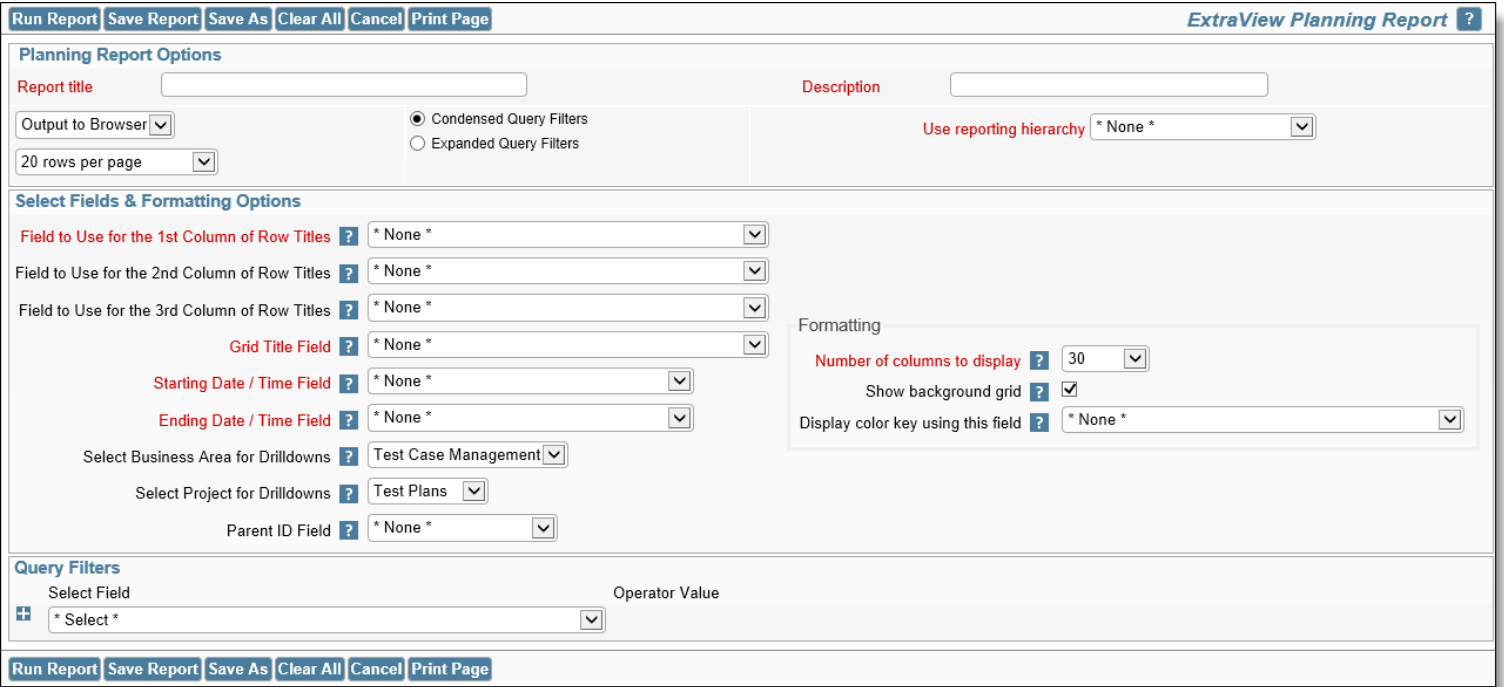 Run Report Save Report Save As Clear All Cancel Print Page ExtraView Planning Report ?
Planning Report Options
Report title Description
Output to Browser Condensed Query Filters Use reporting hierarchy * None *
Expanded Query Filters
20 rows per page
Select Fields & Formatting Options
Field to Use for the 1st Column of Row Titles ? * None *
Field to Use for the 2nd Column of Row Titles ? * None *
Field to Use for the 3rd Column of Row Titles ? * None *
Grid Title Field ? * None *
Starting Date / Time Field ? * None *
Ending Date / Time Field ? * None *
Select Business Area for Drilldowns ? Test Case Management
Select Project for Drilldowns ? Test Plans
Parent ID Field ? * None *
Formatting
Number of columns to display ? 30
Show background grid ?
Display color key using this field ? * None *
Query Filters
Select Field Operator Value
* Select *
Run Report Save Report Save As Clear All Cancel Print Page